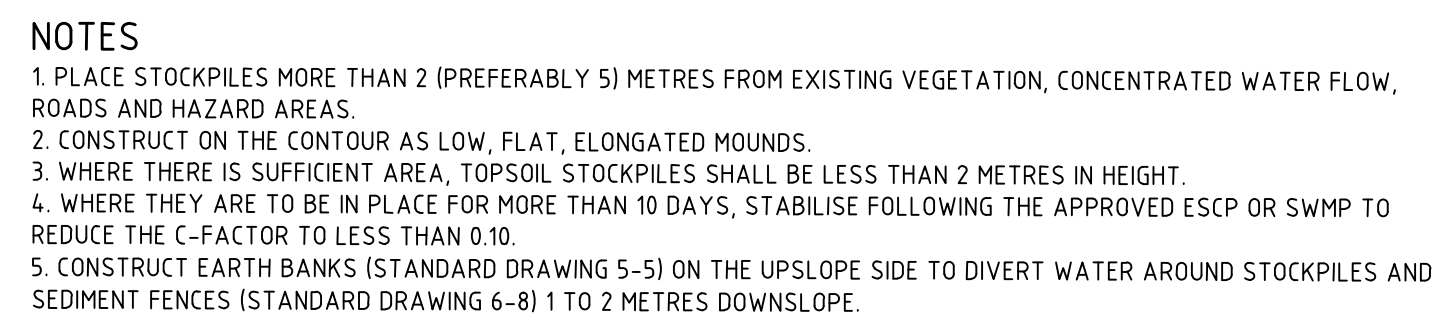 NOTES
1. PLACE STOCKPILES MORE THAN 2 (PREFERABLY 5) METRES FROM EXISTING VEGETATION, CONCENTRATED WATER FLOW,
ROADS AND HAZARD AREAS.
2. CONSTRUCT ON THE CONTOUR AS LOW, FLAT, ELONGATED MOUNDS.
3. WHERE THERE IS SUFFICIENT AREA, TOPSOIL STOCKPILES SHALL BE LESS THAN 2 METRES IN HEIGHT.
4. WHERE THEY ARE TO BE IN PLACE FOR MORE THAN 10 DAYS, STABILISE FOLLOWING THE APPROVED ESCP OR SWMP TO
REDUCE THE C-FACTOR TO LESS THAN 0.10.
5. CONSTRUCT EARTH BANKS (STANDARD DRAWING 5-5) ON THE UPSLOPE SIDE TO DIVERT WATER AROUND STOCKPILES AND
SEDIMENT FENCES (STANDARD DRAWING 6-8) 1 TO 2 METRES DOWNSLOPE.